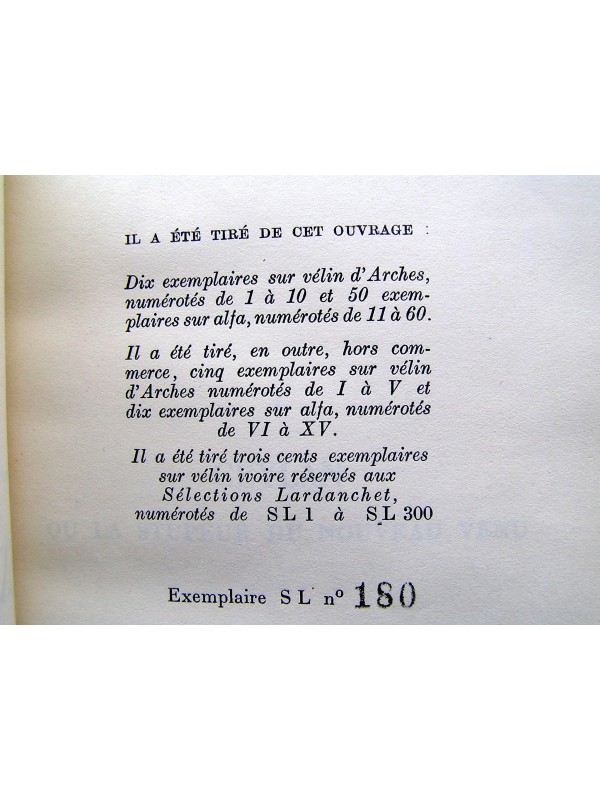 IL A ÉTÉ TIRÉ DE CET OUVRAGE :
Dix exemplaires sur vélin d'Arches,
numérotés de 1 à 10 et 50 exem-
plaires sur alfa, numérotés de 11 à 60.
Il a été tiré, en outre, hors com-
merce, cinq exemplaires sur vélin
d'Arches numérotés de I à V et
dix exemplaires sur alfa, numérotés
de VI à XV.
Il a été tiré trois cents exemplaires
sur vélin ivoire réservés aux
Sélections Lardanchet,
numérotés de SL 1 à SL 300
Exemplaire S L nº 180